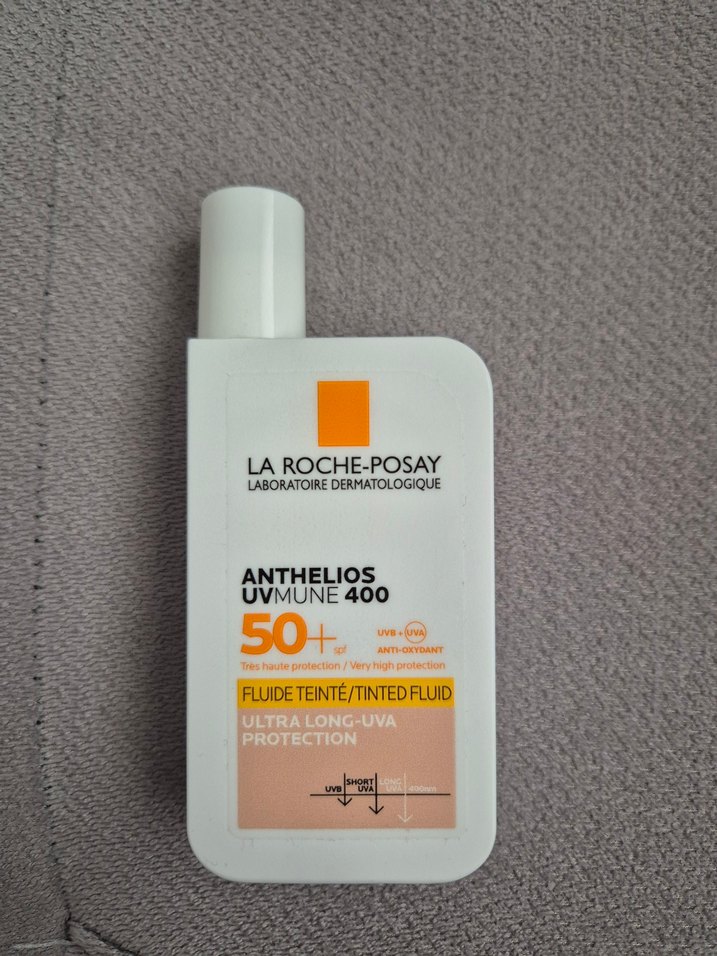 LA ROCHE-POSAY
LABORATOIRE DERMATOLOGIQUE
ANTHELIOS
UVMUNE 400
50+ spf
UVB + UVA
ANTI-OXYDANT
Très haute protection / Very high protection
FLUIDE TEINTÉ/TINTED FLUID
ULTRA LONG-UVA
PROTECTION
UVB SHORT UVA LONG UVA 400nm